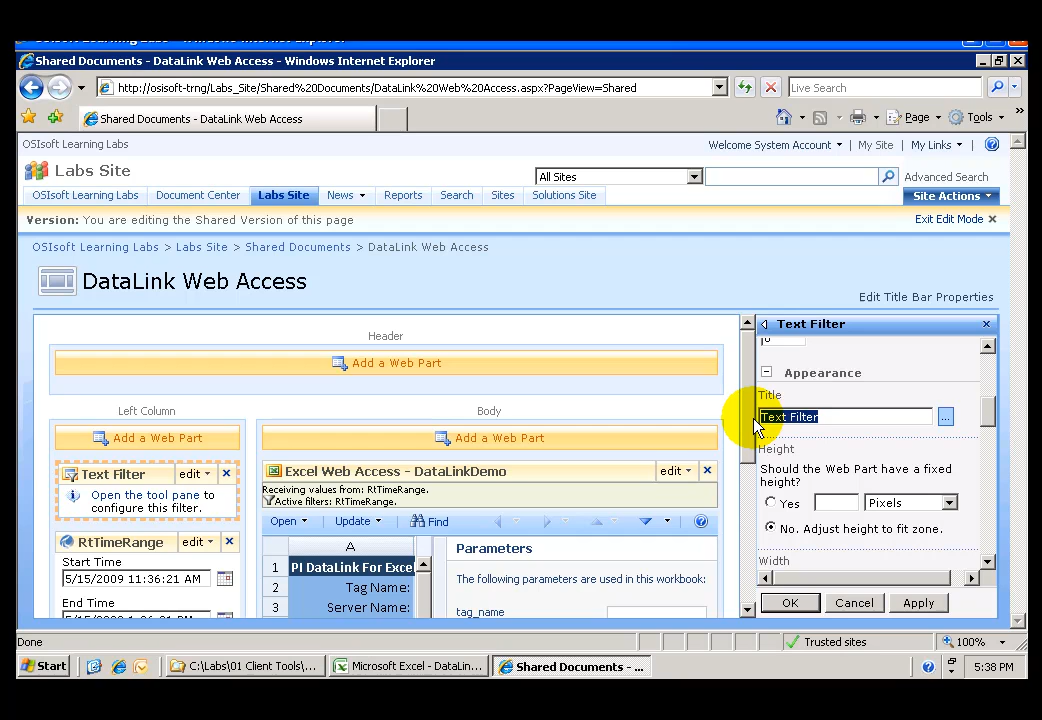 Shared Documents - DataLink Web Access - Windows Internet Explorer
http://osisoft-trng/Labs_Site/Shared%20Documents/DataLink%20Web%20Access.aspx?PageView=Shared
Live Search
Shared Documents - DataLink Web Access
Page
Tools
»
OSIsoft Learning Labs
Welcome System Account
My Site
My Links
Labs Site
All Sites
Advanced Search
OSIsoft Learning Labs
Document Center
Labs Site
News
Reports
Search
Sites
Solutions Site
Site Actions
Version: You are editing the Shared Version of this page
Exit Edit Mode
OSIsoft Learning Labs > Labs Site > Shared Documents > DataLink Web Access
DataLink Web Access
Edit Title Bar Properties
Header
Add a Web Part
Left Column
Add a Web Part
Text Filter
edit
Open the tool pane to
configure this filter.
RtTimeRange
edit
Start Time
5/15/2009 11:36:21 AM
End Time
Body
Add a Web Part
Excel Web Access - DataLinkDemo
edit
Receiving values from: RtTimeRange.
Active filters: RtTimeRange.
Open
Update
Find
A
1 PI DataLink For Exce
2 Tag Name:
3 Server Name:
Parameters
The following parameters are used in this workbook:
tag_name
Text Filter
Appearance
Title
Text Filter
...
Height
Should the Web Part have a fixed
height?
Yes
Pixels
No. Adjust height to fit zone.
Width
OK
Cancel
Apply
Done
Trusted sites
100%
Start
C:\Labs\01 Client Tools\...
Microsoft Excel - DataLin...
Shared Documents - ...
5:38 PM